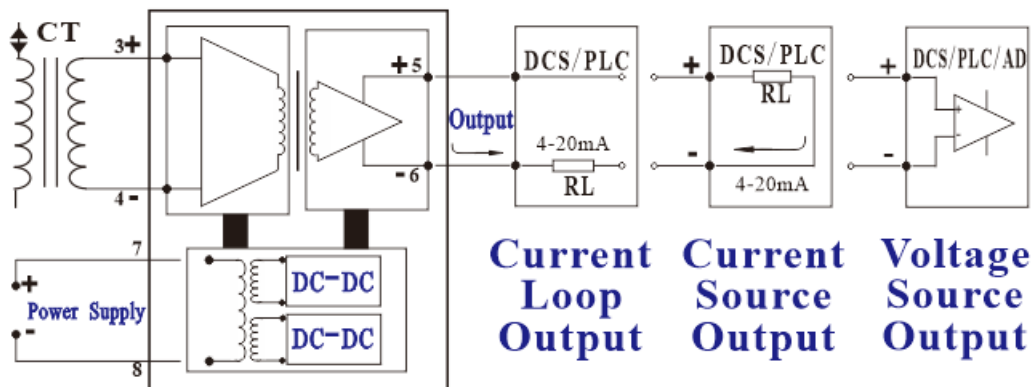 CT
3+
4-
+5
-6
Output
DCS/PLC
4-20mA
RL
+
-
DCS/PLC
RL
4-20mA
+
-
DCS/PLC/AD
+
-
7
+
Power Supply
-
8
DC-DC
DC-DC
Current
Loop
Output
Current
Source
Output
Voltage
Source
Output